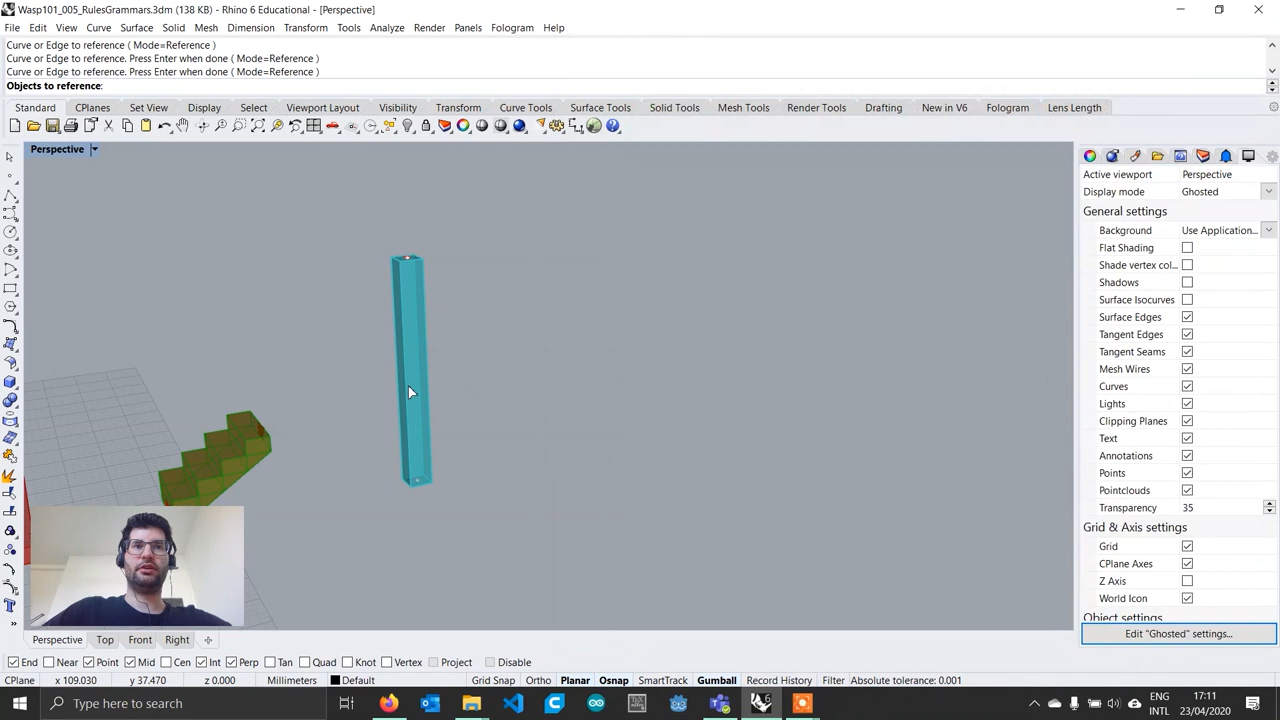 Wasp101_005_RulesGrammars.3dm (138 KB) - Rhino 6 Educational - [Perspective]
File Edit View Curve Surface Solid Mesh Dimension Transform Tools Analyze Render Panels Fologram Help
Curve or Edge to reference ( Mode=Reference )
Curve or Edge to reference. Press Enter when done ( Mode=Reference )
Curve or Edge to reference. Press Enter when done ( Mode=Reference )
Objects to reference:
Standard CPlanes Set View Display Select Viewport Layout Visibility Transform Curve Tools Surface Tools Solid Tools Mesh Tools Render Tools Drafting New in V6 Fologram Lens Length
Perspective
Active viewport Perspective
Display mode Ghosted
General settings
Background Use Application...
Flat Shading
Shade vertex col...
Shadows
Surface Isocurves
Surface Edges
Tangent Edges
Tangent Seams
Mesh Wires
Curves
Lights
Clipping Planes
Text
Annotations
Points
Pointclouds
Transparency 35
Grid & Axis settings
Grid
CPlane Axes
Z Axis
World Icon
Object settings
Edit "Ghosted" settings...
Perspective Top Front Right
End Near Point Mid Cen Int Perp Tan Quad Knot Vertex Project Disable
CPlane x 109.030 y 37.470 z 0.000 Millimeters Default Grid Snap Ortho Planar Osnap SmartTrack Gumball Record History Filter Absolute tolerance: 0.001
Type here to search
ENG
INTL
17:11
23/04/2020